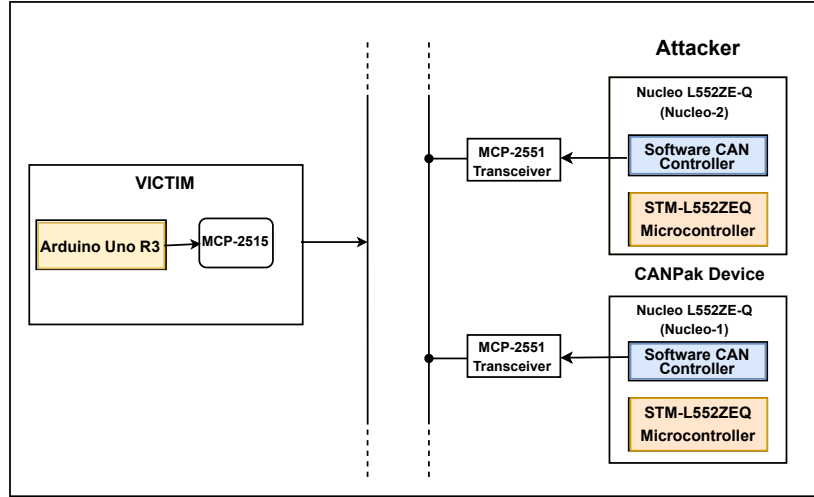 VICTIM
Arduino Uno R3
MCP-2515
Attacker
Nucleo L552ZE-Q
(Nucleo-2)
MCP-2551
Transceiver
Software CAN
Controller
STM-L552ZEQ
Microcontroller
CANPak Device
Nucleo L552ZE-Q
(Nucleo-1)
MCP-2551
Transceiver
Software CAN
Controller
STM-L552ZEQ
Microcontroller